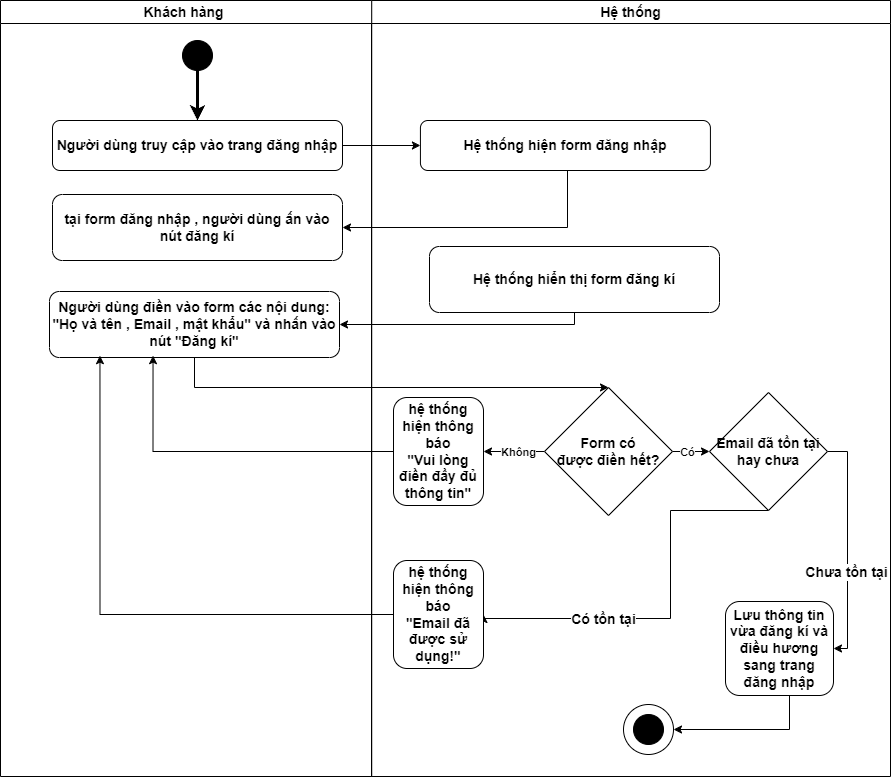 Khách hàng
Hệ thống
Người dùng truy cập vào trang đăng nhập
Hệ thống hiện form đăng nhập
tại form đăng nhập , người dùng ấn vào
nút đăng kí
Hệ thống hiển thị form đăng kí
Người dùng điền vào form các nội dung:
"Họ và tên , Email , mật khẩu" và nhấn vào
nút "Đăng kí"
hệ thống
hiện thông
báo
"Vui lòng
điền đầy đủ
thông tin"
Không
Form có
được điền hết?
Có
Email đã tồn tại
hay chưa
Chưa tồn tại
hệ thống
hiện thông
báo
"Email đã
được sử
dụng!"
Có tồn tại
Lưu thông tin
vừa đăng kí và
điều hương
sang trang
đăng nhập